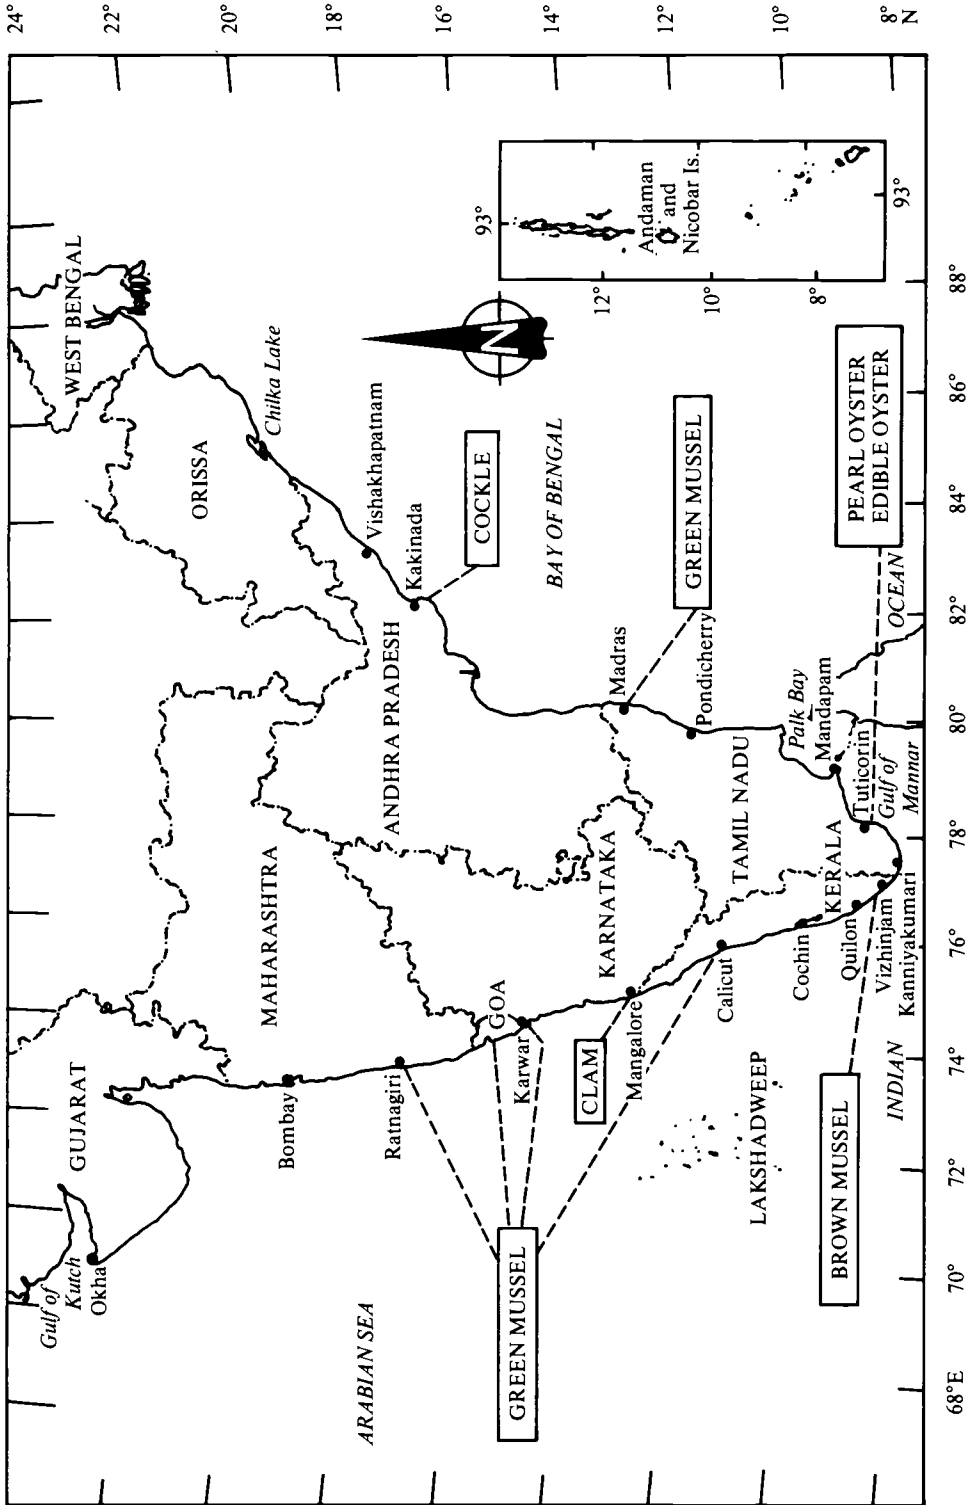 24°
22°
20°
18°
16°
14°
12°
10°
8°
N
WEST BENGAL
Chilka Lake
ORISSA
Vishakhapatnam
Kakinada
COCKLE
BAY OF BENGAL
N
93°
Andaman
and
Nicobar Is.
12°
10°
8°
93°
GREEN MUSSEL
PEARL OYSTER
EDIBLE OYSTER
OCEAN
ANDHRA PRADESH
MAHARASHTRA
Madras
Pondicherry
Palk Bay
Mandapam
Tuticorin
Gulf of
Mannar
TAMIL NADU
KARNATAKA
KERALA
GOA
GUJARAT
Gulf of
Kutch
Okha
Bombay
Ratnagiri
Karwar
CLAM
Mangalore
Calicut
Cochin
Quilon
Vizhinjam
Kanniyakumari
LAKSHADWEEP
INDIAN
BROWN MUSSEL
GREEN MUSSEL
ARABIAN SEA
68°E
70°
72°
74°
76°
78°
80°
82°
84°
86°
88°